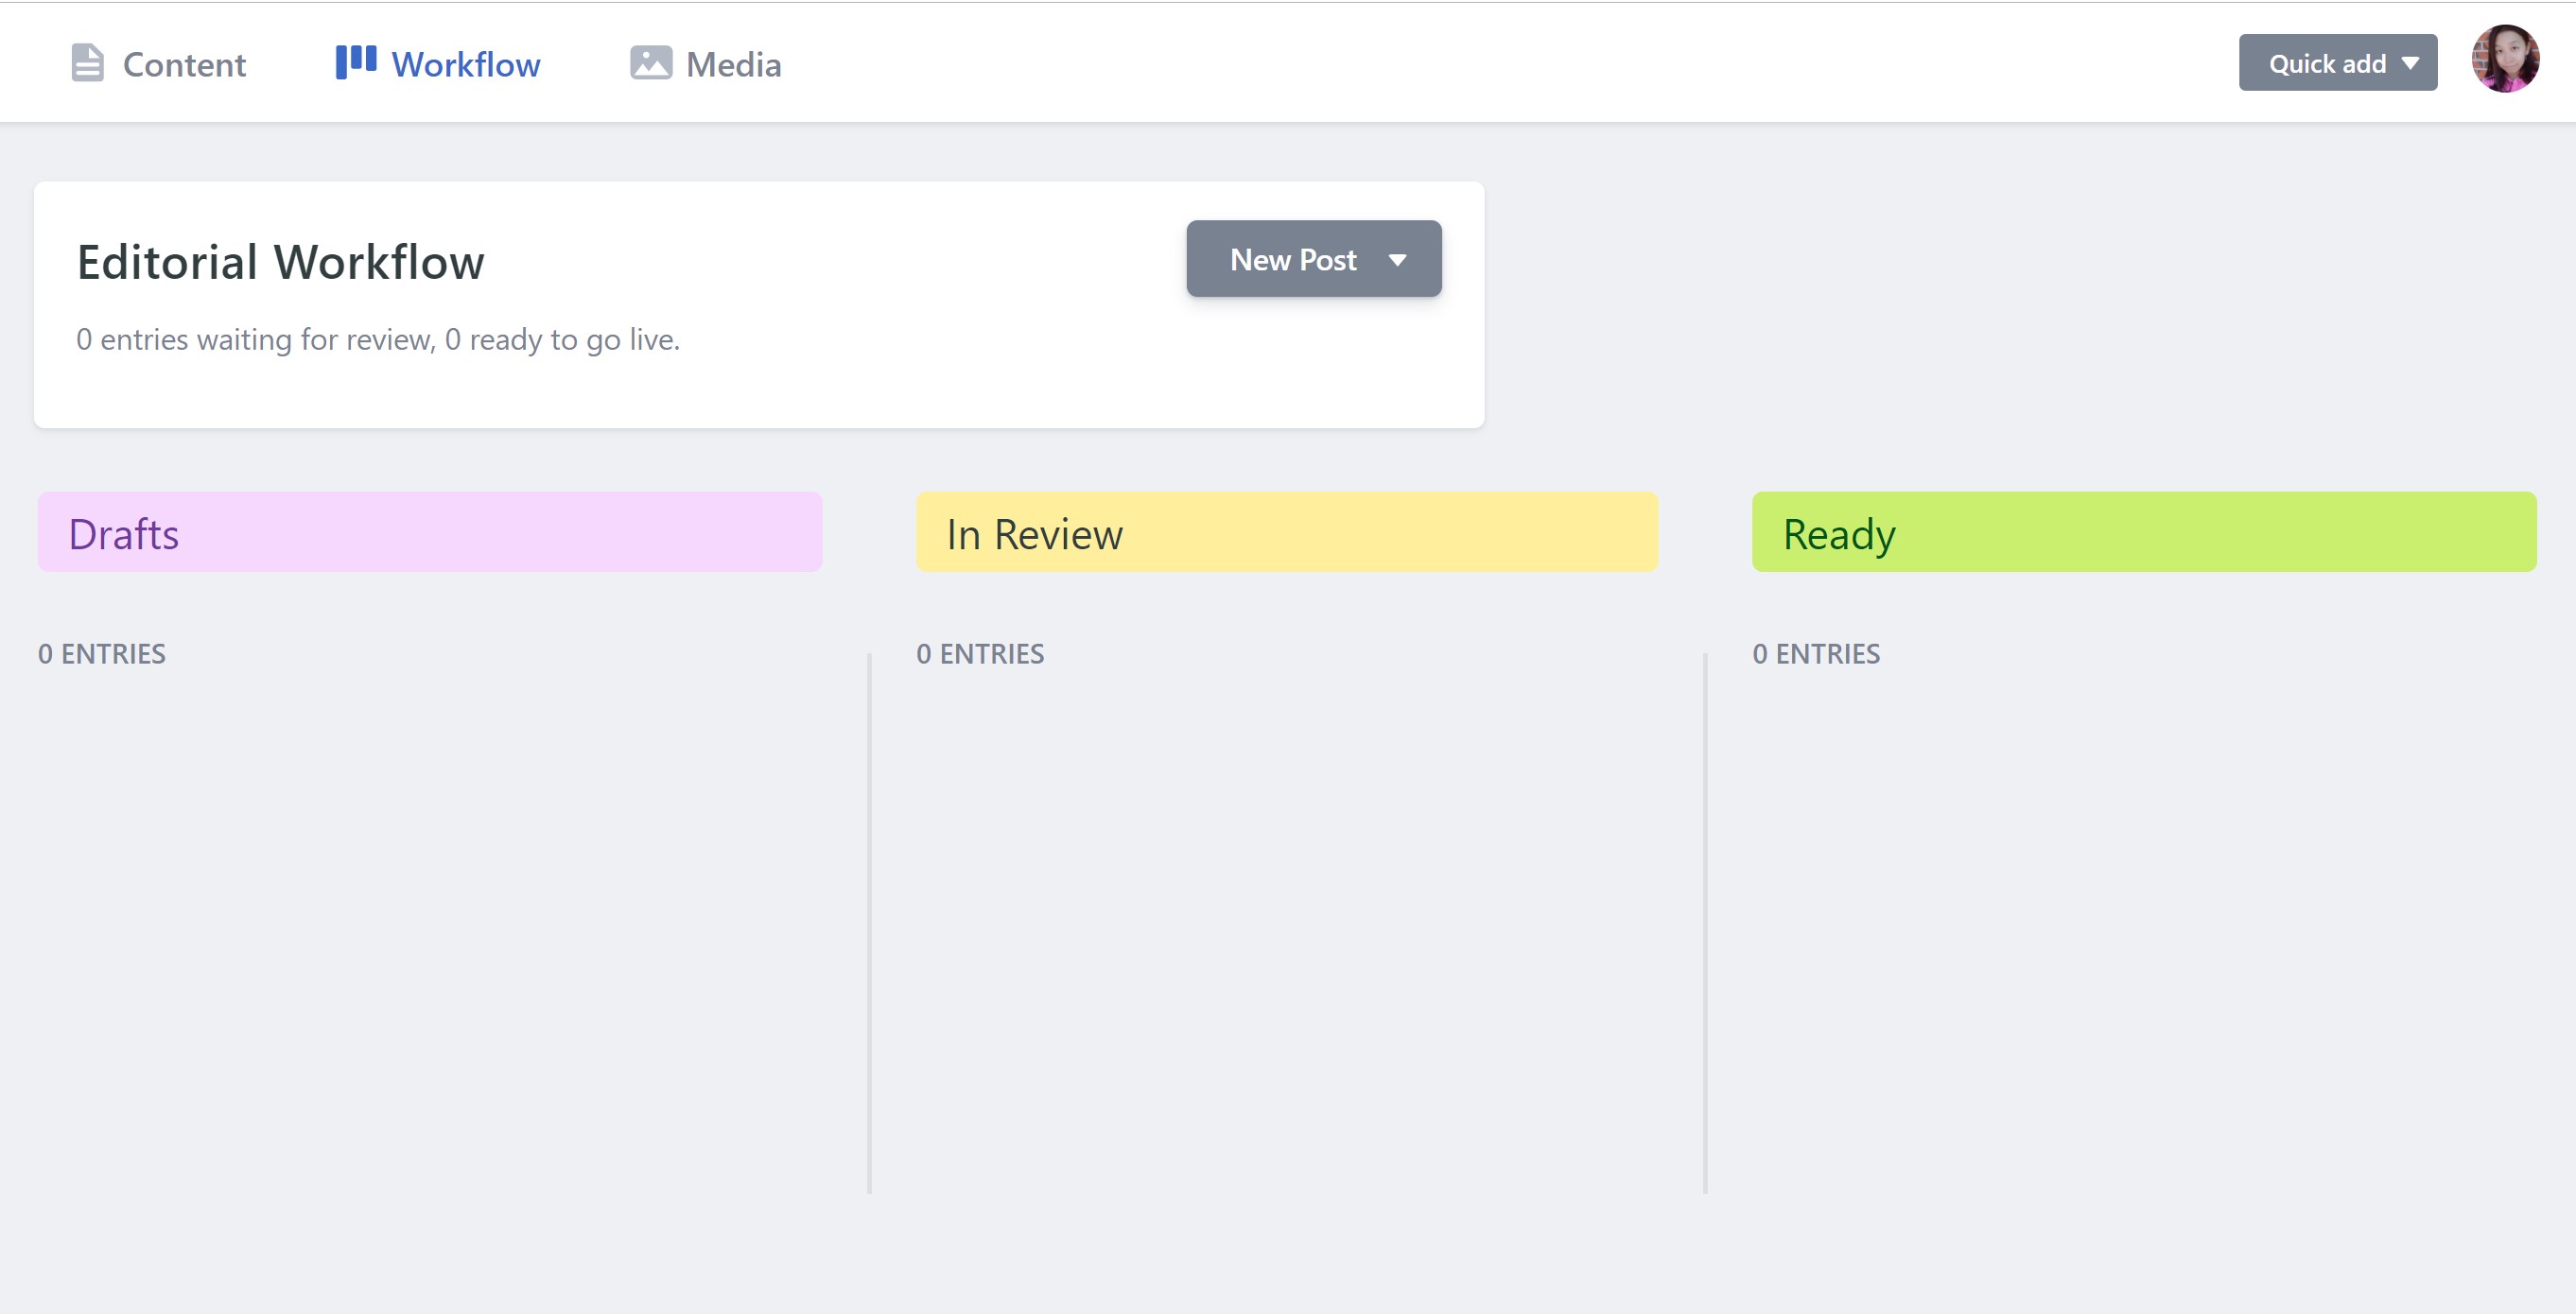 Content Workflow Media Quick add
Editorial Workflow New Post
0 entries waiting for review, 0 ready to go live.
Drafts In Review Ready
0 ENTRIES 0 ENTRIES 0 ENTRIES